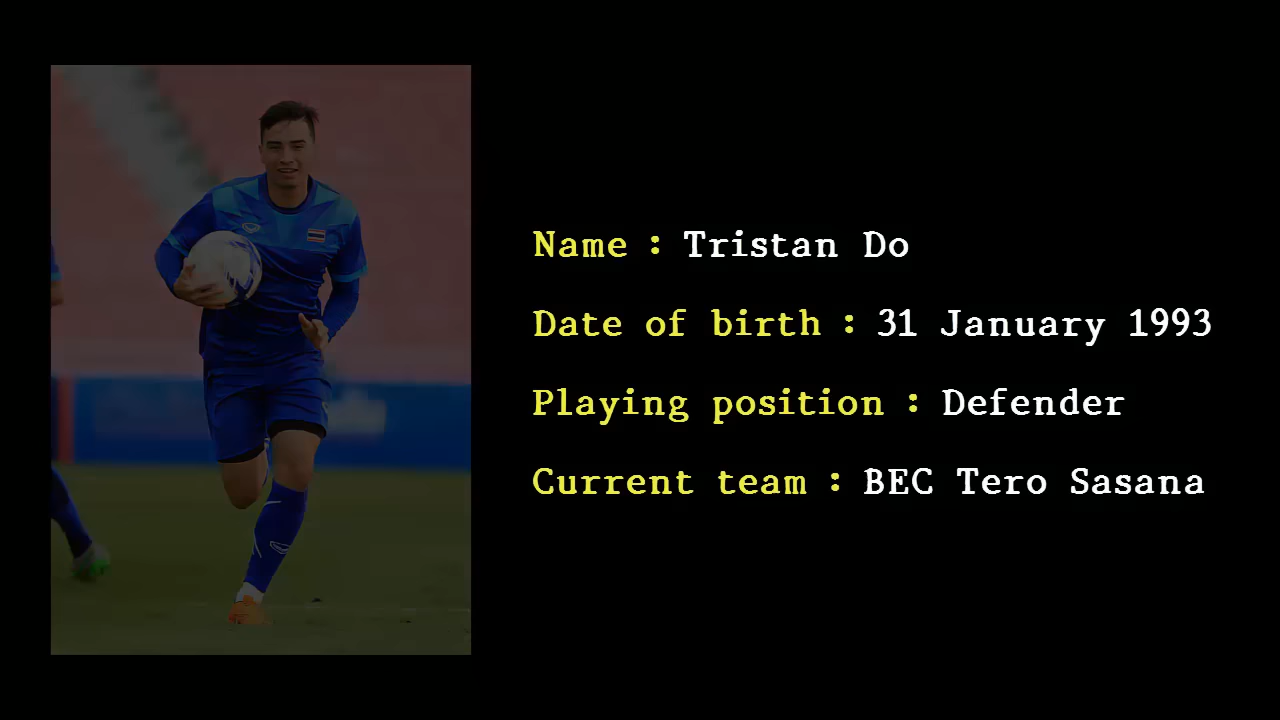 Name : Tristan Do
Date of birth : 31 January 1993
Playing position : Defender
Current team : BEC Tero Sasana